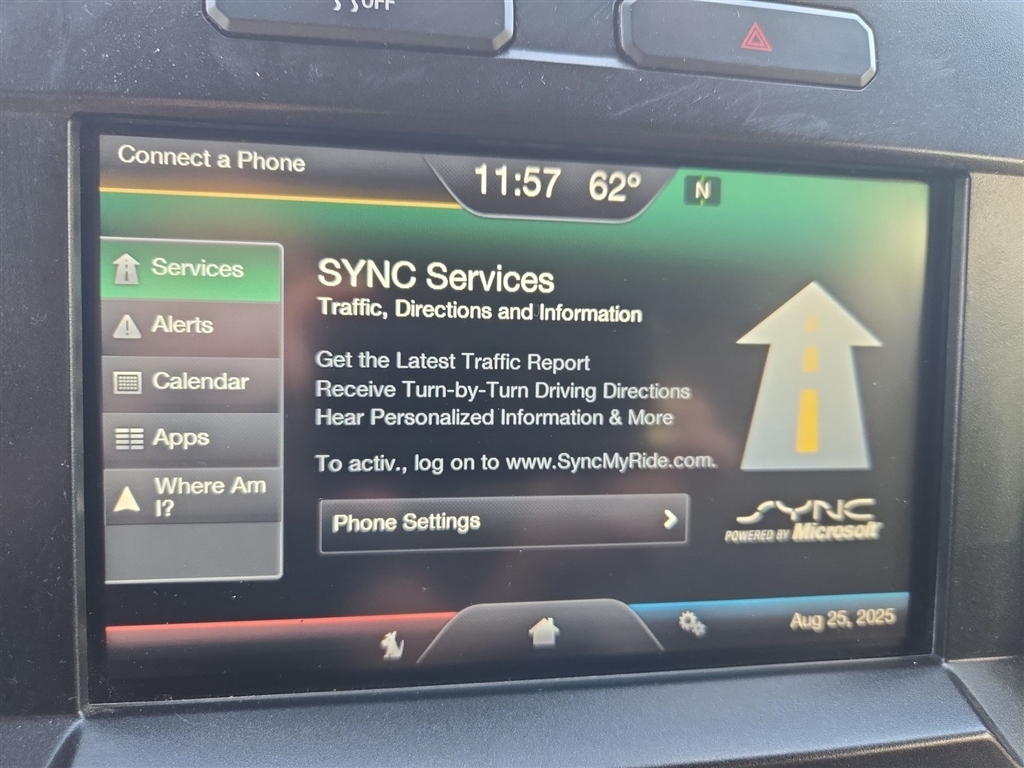 OFF
Connect a Phone
11:57 62°
N
Services
Alerts
Calendar
Apps
Where Am
I?
SYNC Services
Traffic, Directions and Information
Get the Latest Traffic Report
Receive Turn-by-Turn Driving Directions
Hear Personalized Information & More
To activ., log on to www.SyncMyRide.com.
Phone Settings
SYNC
POWERED BY Microsoft
Aug 25, 2025